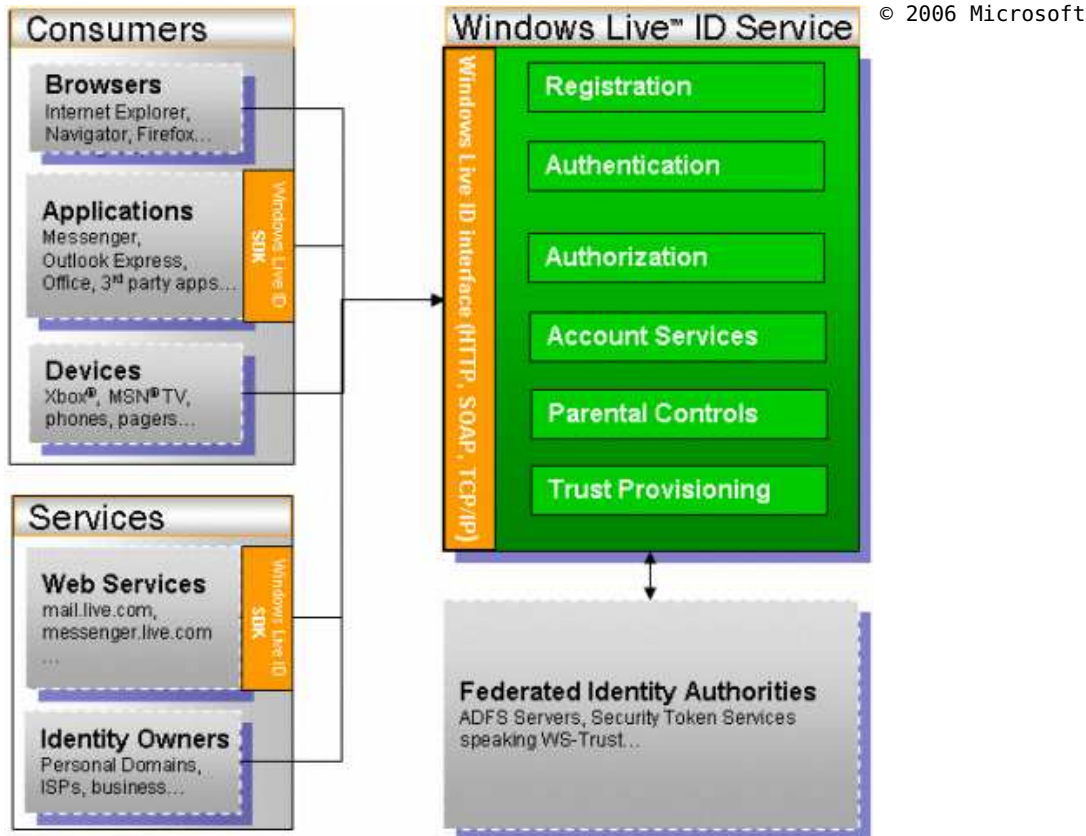 Consumers
Browsers
Internet Explorer,
Navigator, Firefox...
Applications
Messenger,
Outlook Express,
Office, 3rd party apps...
Windows Live ID
SDK
Devices
Xbox®, MSN®TV,
phones, pagers...
Services
Web Services
mail.live.com,
messenger.live.com
...
Windows Live ID
SDK
Identity Owners
Personal Domains,
ISPs, business...
Windows Live™ ID Service
Windows Live ID interface (HTTP, SOAP, TCP/IP)
Registration
Authentication
Authorization
Account Services
Parental Controls
Trust Provisioning
Federated Identity Authorities
ADFS Servers, Security Token Services
speaking WS-Trust...
© 2006 Microsoft